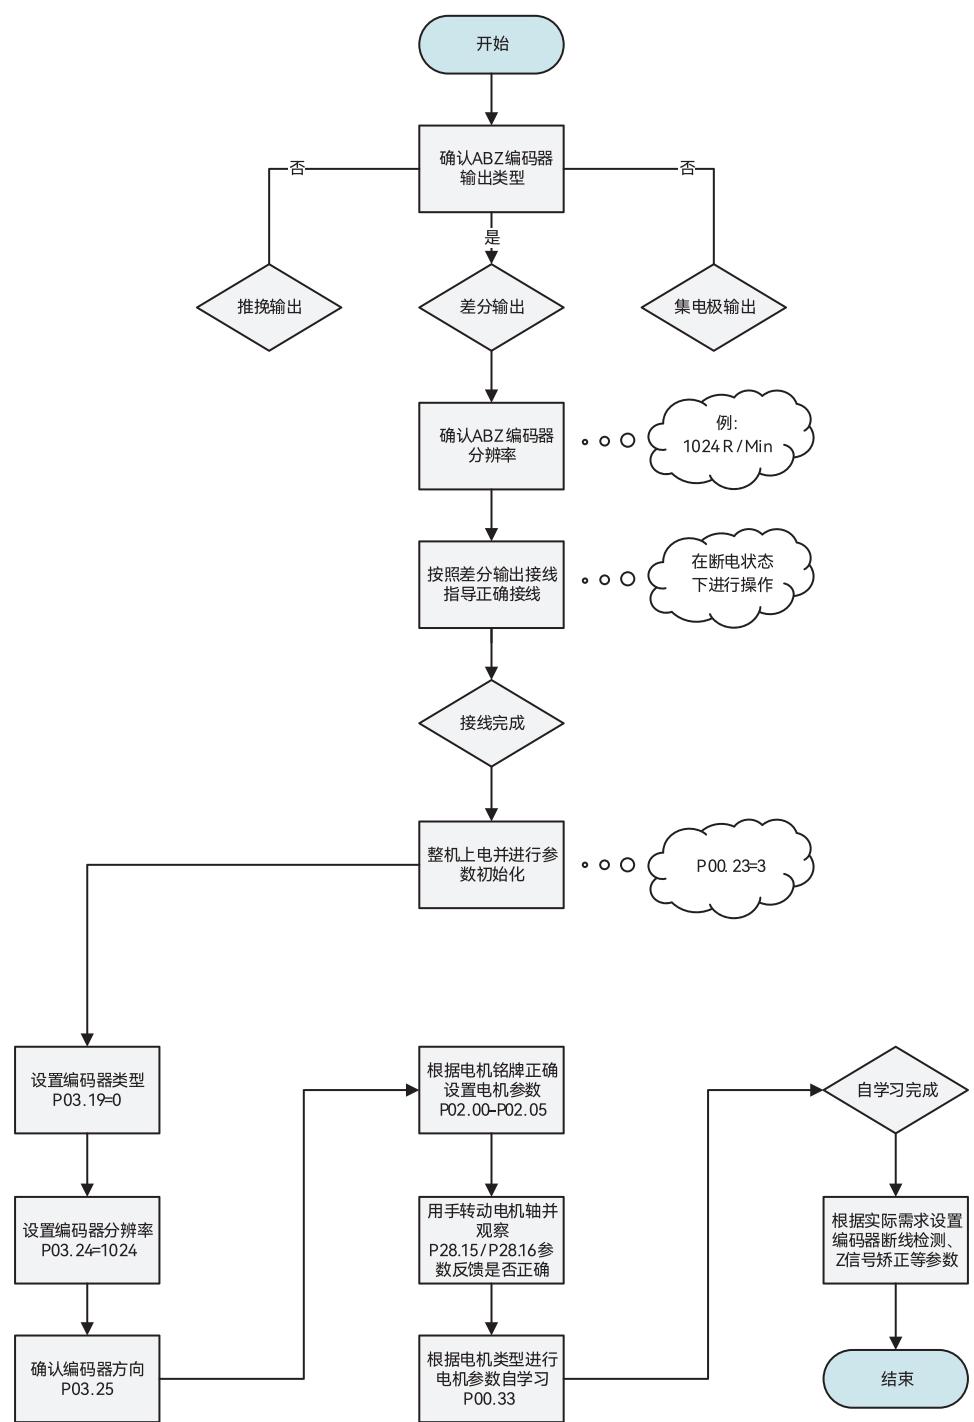 开始
确认ABZ编码器
输出类型
否
否
是
推挽输出
差分输出
集电极输出
确认ABZ编码器
分辨率
例：
1024R/Min
按照差分输出接线
指导正确接线
在断电状态
下进行操作
接线完成
整机上电并进行参
数初始化
P00.23=3
设置编码器类型
P03.19=0
设置编码器分辨率
P03.24=1024
确认编码器方向
P03.25
根据电机铭牌正确
设置电机参数
P02.00-P02.05
用手转动电机轴并
观察
P28.15/P28.16参
数反馈是否正确
根据电机类型进行
电机参数自学习
P00.33
自学习完成
根据实际需求设置
编码器断线检测、
Z信号矫正等参数
结束